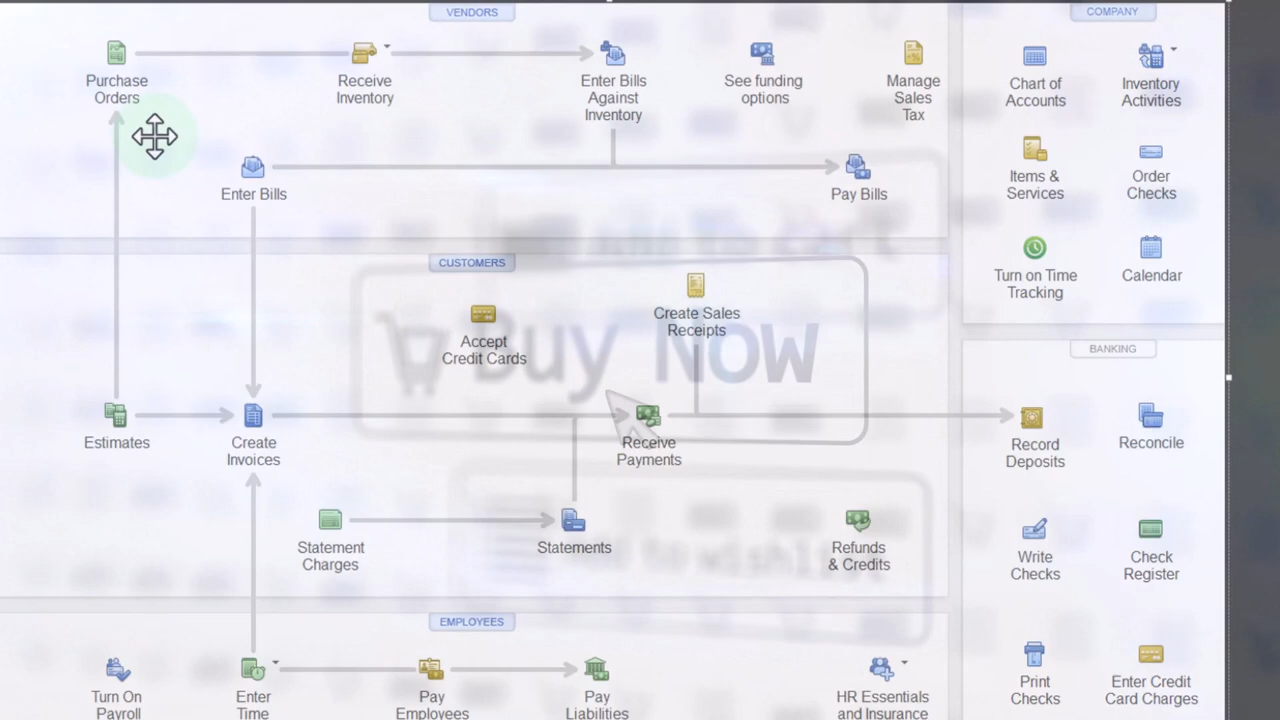 VENDORS
COMPANY
Purchase
Orders
Receive
Inventory
Enter Bills
Against
Inventory
See funding
options
Manage
Sales
Tax
Chart of
Accounts
Inventory
Activities
Enter Bills
Pay Bills
Items &
Services
Order
Checks
CUSTOMERS
Turn on Time
Tracking
Calendar
Accept
Credit Cards
Create Sales
Receipts
Buy Now
BANKING
Estimates
Create
Invoices
Receive
Payments
Record
Deposits
Reconcile
Statement
Charges
Statements
Refunds
& Credits
to wishlist
Write
Checks
Check
Register
EMPLOYEES
Turn On
Payroll
Enter
Time
Pay
Employees
Pay
Liabilities
HR Essentials
and Insurance
Print
Checks
Enter Credit
Card Charges